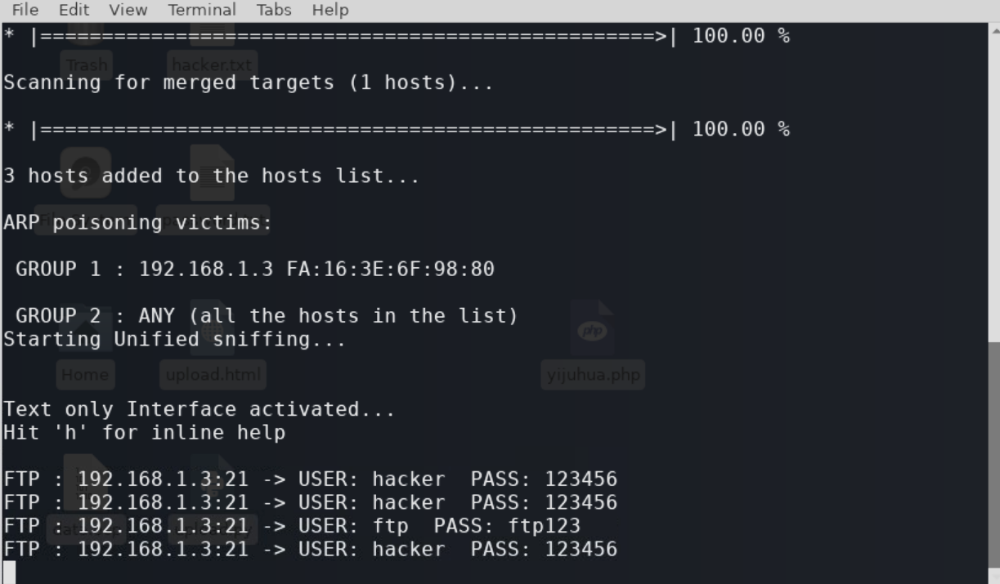 File Edit View Terminal Tabs Help
* |==================================================>| 100.00 %
Trash hacker.txt
Scanning for merged targets (1 hosts)...
* |==================================================>| 100.00 %
3 hosts added to the hosts list...
ARP poisoning victims:
GROUP 1 : 192.168.1.3 FA:16:3E:6F:98:80
GROUP 2 : ANY (all the hosts in the list)
Starting Unified sniffing...
Home upload.html yijuhua.php
Text only Interface activated...
Hit 'h' for inline help
FTP : 192.168.1.3:21 -> USER: hacker PASS: 123456
FTP : 192.168.1.3:21 -> USER: hacker PASS: 123456
FTP : 192.168.1.3:21 -> USER: ftp PASS: ftp123
FTP : 192.168.1.3:21 -> USER: hacker PASS: 123456